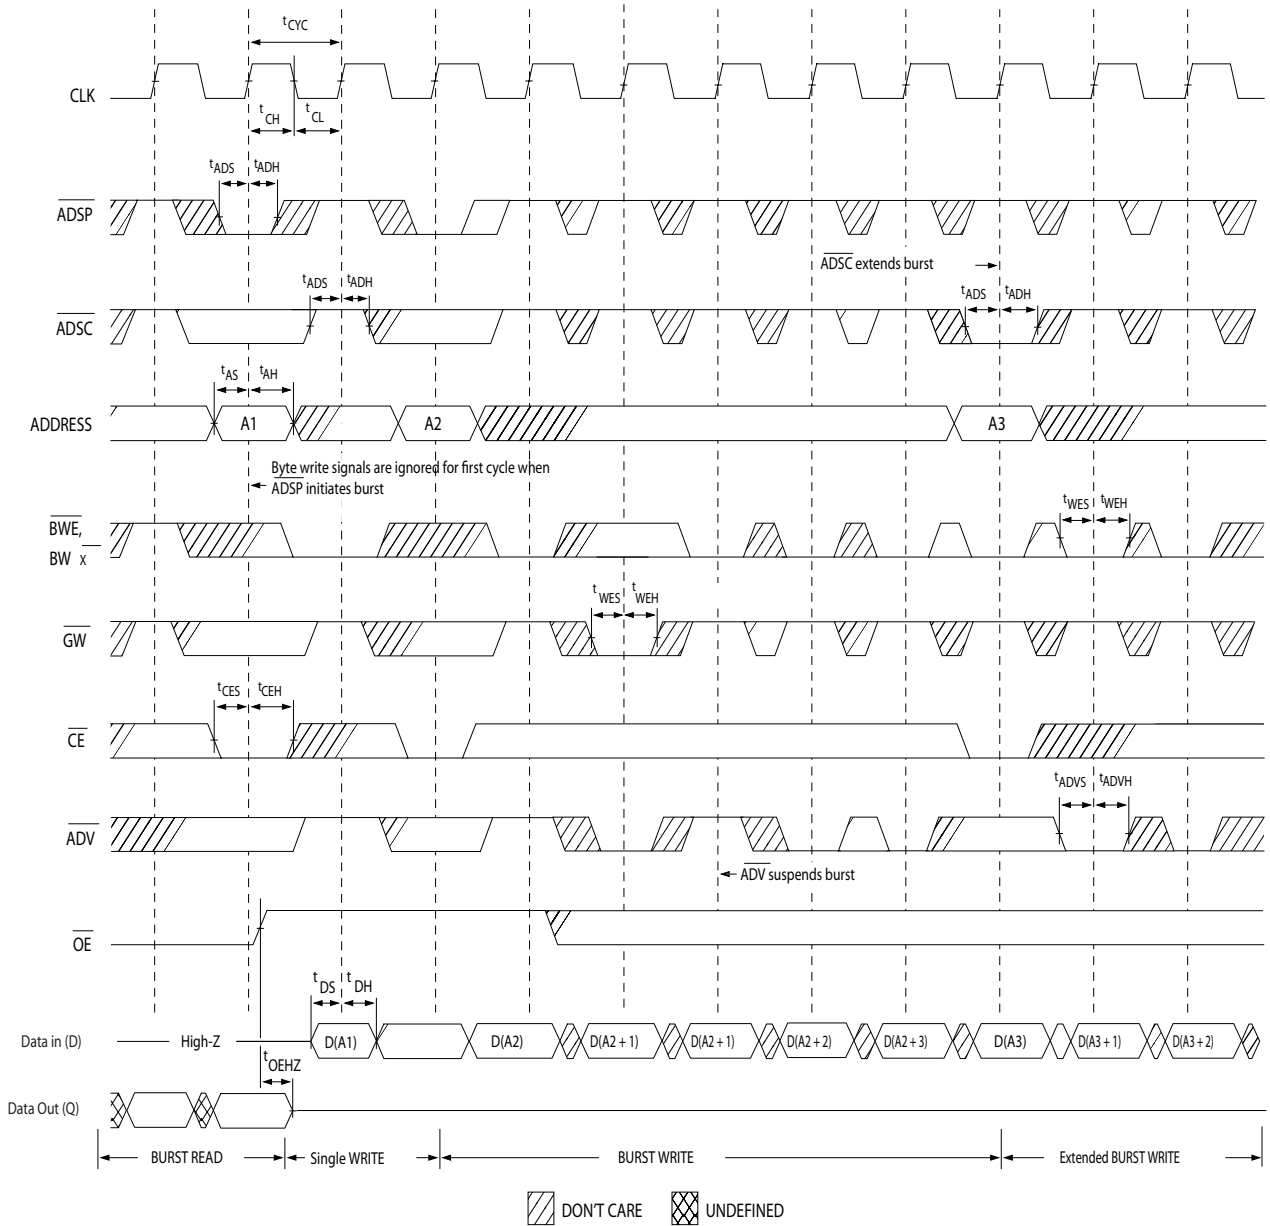 tCYC
CLK
tCH
tCL
tADS
tADH
ADSP
ADSC extends burst
tADS
tADH
tADS
tADH
ADSC
tAS
tAH
ADDRESS
A1
A2
A3
Byte write signals are ignored for first cycle when
ADSP initiates burst
tWES
tWEH
BWE,
BW x
tWES
tWEH
GW
tCES
tCEH
CE
tADVS
tADVH
ADV
ADV suspends burst
OE
tDS
tDH
Data in (D)
High-Z
D(A1)
D(A2)
D(A2 + 1)
D(A2 + 1)
D(A2 + 2)
D(A2 + 3)
D(A3)
D(A3 + 1)
D(A3 + 2)
tOEHZ
Data Out (Q)
BURST READ
Single WRITE
BURST WRITE
Extended BURST WRITE
DON'T CARE
UNDEFINED